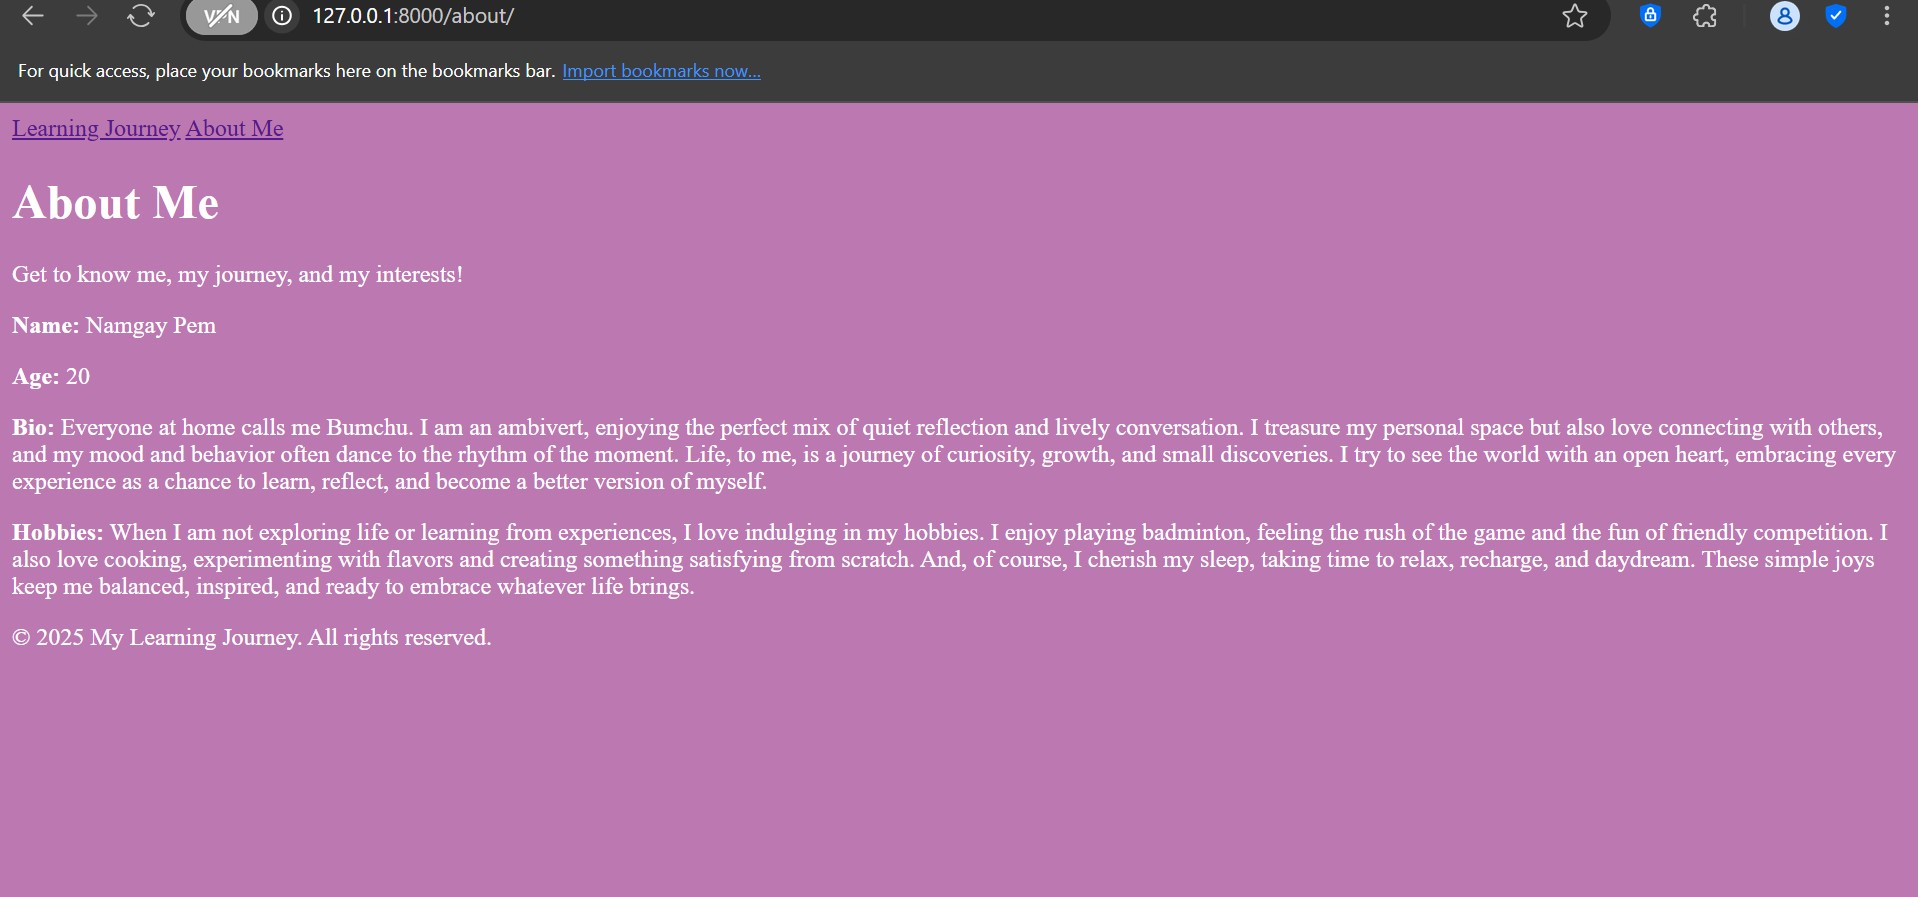 VPN
127.0.0.1:8000/about/
For quick access, place your bookmarks here on the bookmarks bar. Import bookmarks now...
Learning Journey About Me
About Me
Get to know me, my journey, and my interests!
Name: Namgay Pem
Age: 20
Bio: Everyone at home calls me Bumchu. I am an ambivert, enjoying the perfect mix of quiet reflection and lively conversation. I treasure my personal space but also love connecting with others,
and my mood and behavior often dance to the rhythm of the moment. Life, to me, is a journey of curiosity, growth, and small discoveries. I try to see the world with an open heart, embracing every
experience as a chance to learn, reflect, and become a better version of myself.
Hobbies: When I am not exploring life or learning from experiences, I love indulging in my hobbies. I enjoy playing badminton, feeling the rush of the game and the fun of friendly competition. I
also love cooking, experimenting with flavors and creating something satisfying from scratch. And, of course, I cherish my sleep, taking time to relax, recharge, and daydream. These simple joys
keep me balanced, inspired, and ready to embrace whatever life brings.
© 2025 My Learning Journey. All rights reserved.